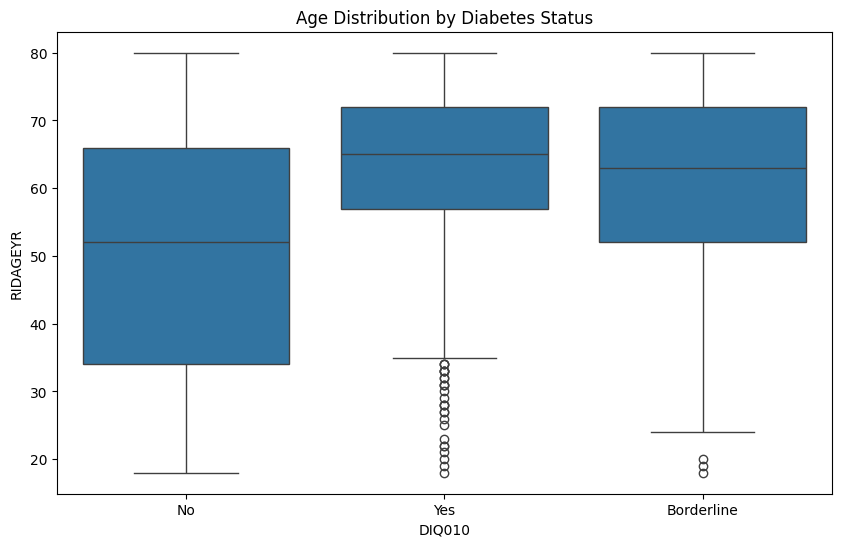 Age Distribution by Diabetes Status
80
70
60
50
40
30
20
RIDAGEYR
No
Yes
Borderline
DIQ010